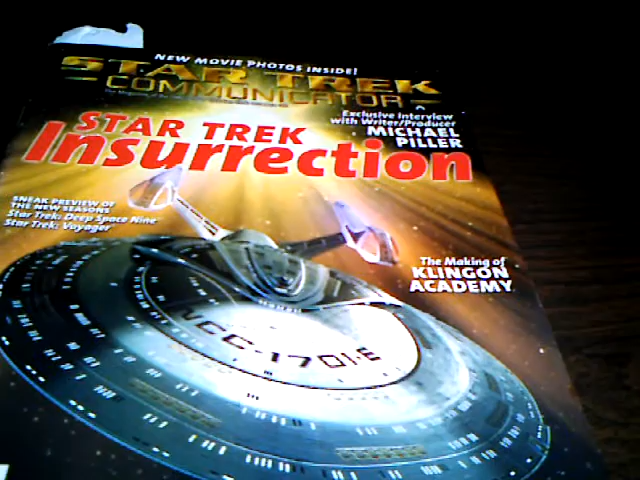 NEW MOVIE PHOTOS INSIDE!
STAR TREK
COMMUNICATOR
Exclusive Interview
with Writer/Producer
MICHAEL
PILLER
STAR TREK
Insurrection
SNEAK PREVIEW OF
THE NEW SEASONS
Star Trek: Deep Space Nine
Star Trek: Voyager
The Making of
KLINGON
ACADEMY
NCC-1701-E